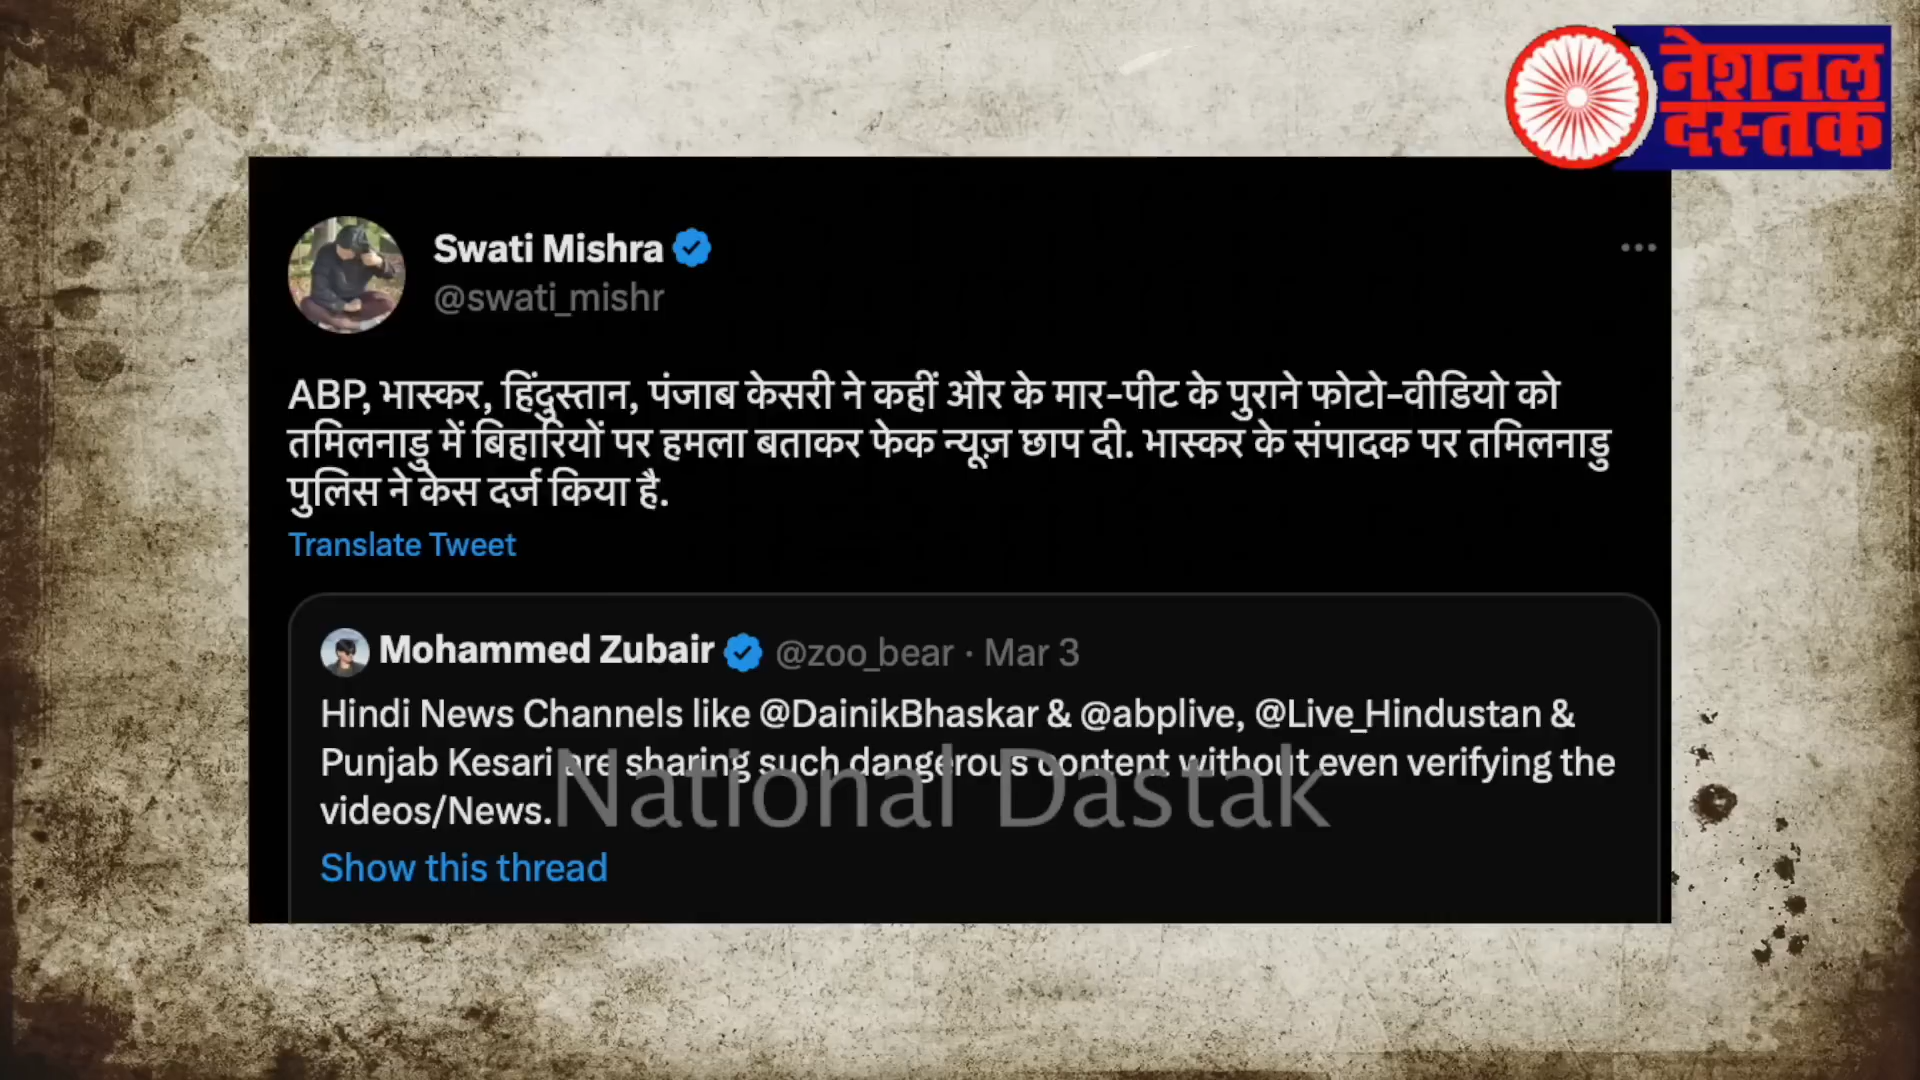 नेशनल
दस्तक
Swati Mishra
@swati_mishr
ABP, भास्कर, हिंदुस्तान, पंजाब केसरी ने कहीं और के मार-पीट के पुराने फोटो-वीडियो को
तमिलनाडु में बिहारियों पर हमला बताकर फेक न्यूज़ छाप दी. भास्कर के संपादक पर तमिलनाडु
पुलिस ने केस दर्ज किया है.
Translate Tweet
Mohammed Zubair @zoo_bear · Mar 3
Hindi News Channels like @DainikBhaskar & @abplive, @Live_Hindustan &
Punjab Kesari are sharing such dangerous content without even verifying the
videos/News.
National Dastak
Show this thread